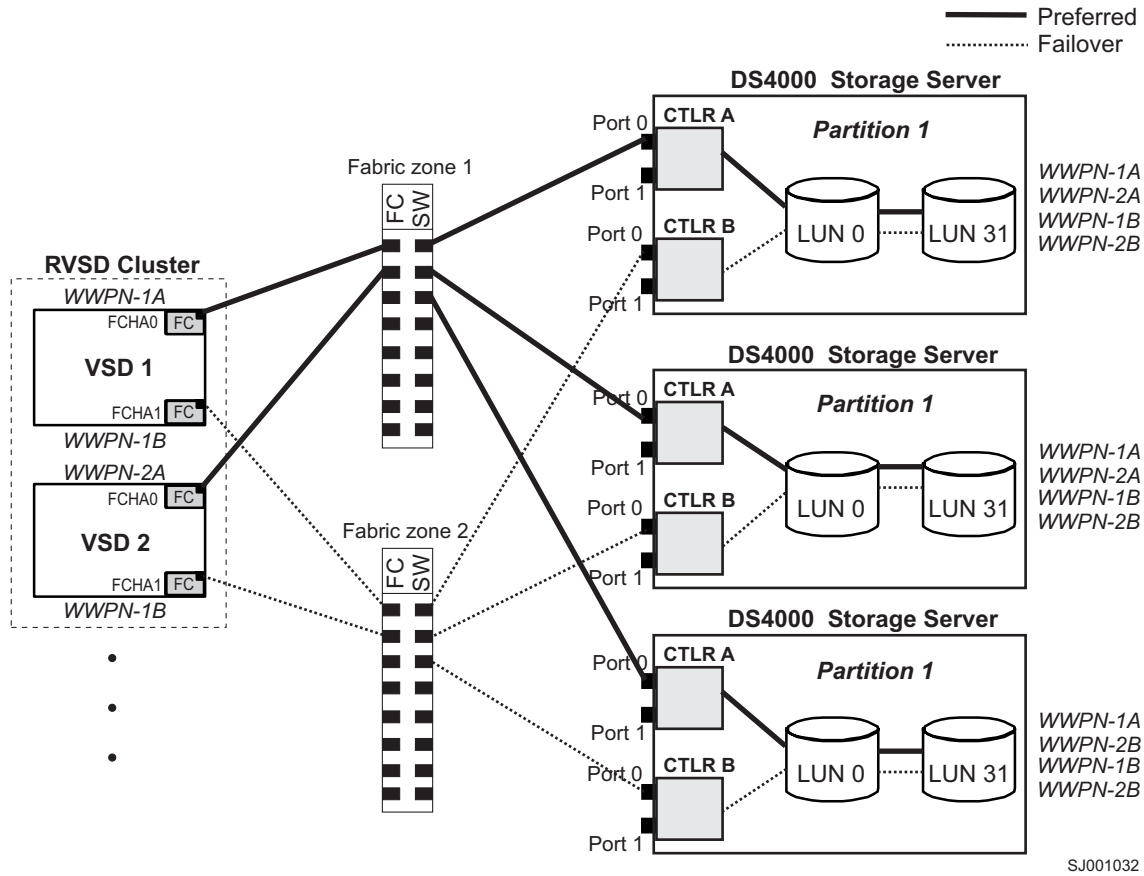 Preferred
Failover
DS4000 Storage Server
CTLR A
Partition 1
Port 0
Port 1
CTLR B
Port 0
Port 1
LUN 0
LUN 31
WWPN-1A
WWPN-2A
WWPN-1B
WWPN-2B
Fabric zone 1
FC
SW
RVSD Cluster
WWPN-1A
FCHA0
FC
VSD 1
FCHA1
FC
WWPN-1B
WWPN-2A
FCHA0
FC
VSD 2
FCHA1
FC
WWPN-1B
DS4000 Storage Server
CTLR A
Partition 1
Port 0
Port 1
CTLR B
Port 0
Port 1
LUN 0
LUN 31
WWPN-1A
WWPN-2A
WWPN-1B
WWPN-2B
Fabric zone 2
FC
SW
DS4000 Storage Server
CTLR A
Partition 1
Port 0
Port 1
CTLR B
Port 0
Port 1
LUN 0
LUN 31
WWPN-1A
WWPN-2B
WWPN-1B
WWPN-2B
SJ001032